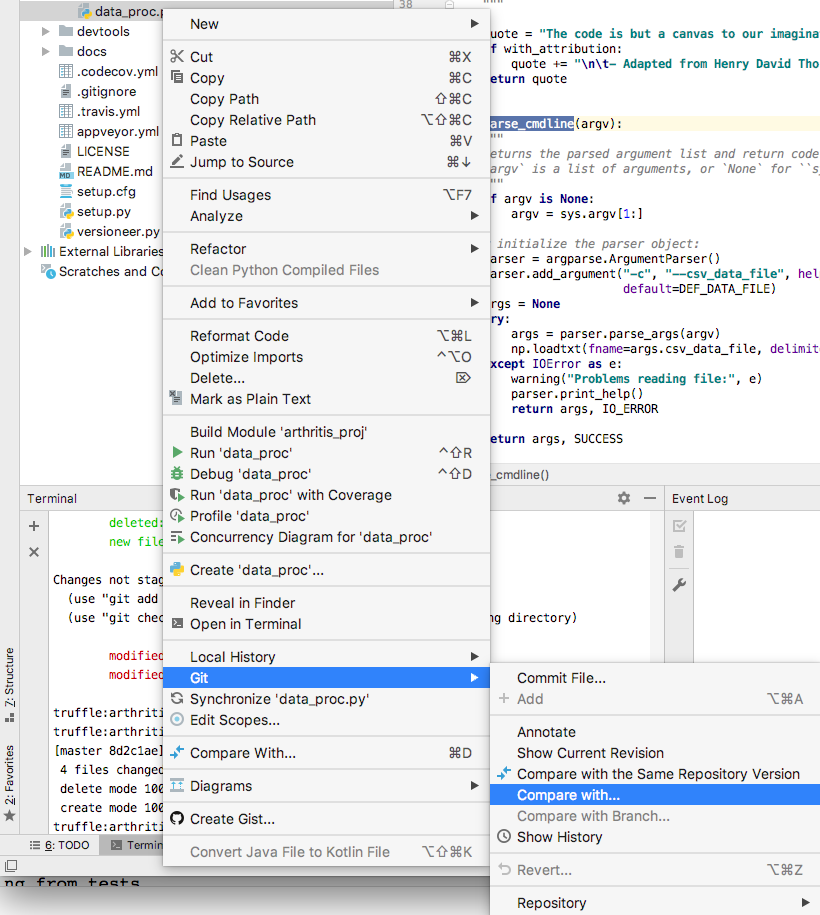 data_proc.p
devtools
docs
.codecov.yml
.gitignore
.travis.yml
appveyor.yml
LICENSE
README.md
setup.cfg
setup.py
versioneer.py
External Libraries
Scratches and Co
New
Cut ⌘X
Copy ⌘C
Copy Path ⇧⌘C
Copy Relative Path ⌥⇧⌘C
Paste ⌘V
Jump to Source ⌘↓
Find Usages ⌥F7
Analyze
Refactor
Clean Python Compiled Files
Add to Favorites
Reformat Code ⌥⌘L
Optimize Imports ^⌥O
Delete... ⌦
Mark as Plain Text
Build Module 'arthritis_proj'
Run 'data_proc' ^⇧R
Debug 'data_proc' ^⇧D
Run 'data_proc' with Coverage
Profile 'data_proc'
Concurrency Diagram for 'data_proc'
Create 'data_proc'...
Reveal in Finder
Open in Terminal
Local History
Git
Synchronize 'data_proc.py'
Edit Scopes...
Compare With... ⌘D
Diagrams
Create Gist...
Convert Java File to Kotlin File ⌥⇧⌘K
38
"""
uote = "The code is but a canvas to our imagina
f with_attribution:
quote += "\n\t- Adapted from Henry David Tho
eturn quote
arse_cmdline(argv):
""
eturns the parsed argument list and return code
argv` is a list of arguments, or `None` for ``sy
""
f argv is None:
argv = sys.argv[1:]
initialize the parser object:
arser = argparse.ArgumentParser()
arser.add_argument("-c", "--csv_data_file", help
default=DEF_DATA_FILE)
rgs = None
ry:
args = parser.parse_args(argv)
np.loadtxt(fname=args.csv_data_file, delimite
xcept IOError as e:
warning("Problems reading file:", e)
parser.print_help()
return args, IO_ERROR
eturn args, SUCCESS
_cmdline()
Terminal
Event Log
deleted:
new file
Changes not stag
(use "git add
(use "git chec ng directory)
modified
modified
truffle:arthriti
truffle:arthriti
[master 8d2c1ae]
4 files changed
delete mode 100
create mode 100
truffle:arthriti
Z: Structure
2: Favorites
6: TODO
Termin
ng from tests
Commit File...
Add ⌥⌘A
Annotate
Show Current Revision
Compare with the Same Repository Version
Compare with...
Compare with Branch...
Show History
Revert... ⌥⌘Z
Repository